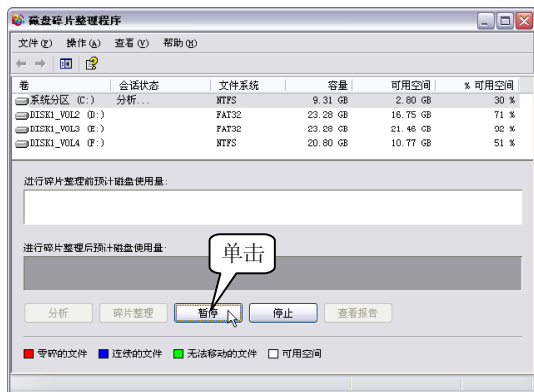 磁盘碎片整理程序
文件(F) 操作(A) 查看(V) 帮助(H)
卷 会话状态 文件系统 容量 可用空间 % 可用空间
系统分区 (C:) 分析... NTFS 9.31 GB 2.80 GB 30 %
DISK1_VOL2 (D:) FAT32 23.28 GB 16.75 GB 71 %
DISK1_VOL3 (E:) FAT32 23.28 GB 21.46 GB 92 %
DISK1_VOL4 (F:) NTFS 20.80 GB 10.77 GB 51 %
进行碎片整理前预计磁盘使用量:
进行碎片整理后预计磁盘使用量:
单击
分析 碎片整理 暂停 停止 查看报告
零碎的文件 连续的文件 无法移动的文件 可用空间